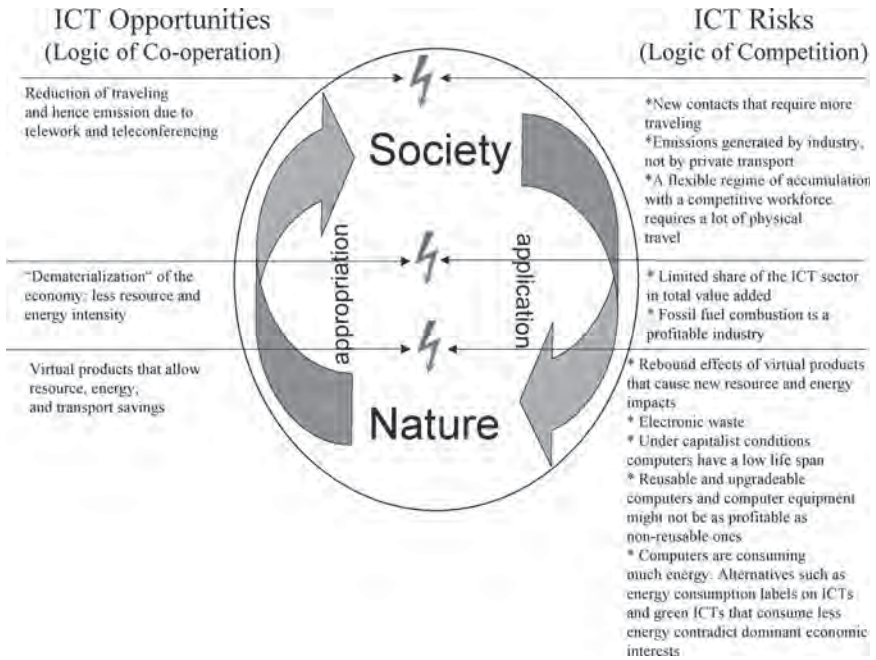 ICT Opportunities
(Logic of Co-operation)
Reduction of traveling
and hence emission due to
telework and teleconferencing
"Dematerialization" of the
economy: less resource and
energy intensity
Virtual products that allow
resource, energy,
and transport savings
Society
appropriation
application
Nature
ICT Risks
(Logic of Competition)
*New contacts that require more
traveling
*Emissions generated by industry,
not by private transport
*A flexible regime of accumulation
with a competitive workforce
requires a lot of physical
travel
* Limited share of the ICT sector
in total value added
* Fossil fuel combustion is a
profitable industry
* Rebound effects of virtual products
that cause new resource and energy
impacts
* Electronic waste
* Under capitalist conditions
computers have a low life span
* Reusable and upgradeable
computers and computer equipment
might not be as profitable as
non-reusable ones
* Computers are consuming
much energy. Alternatives such as
energy consumption labels on ICTs
and green ICTs that consume less
energy contradict dominant economic
interests